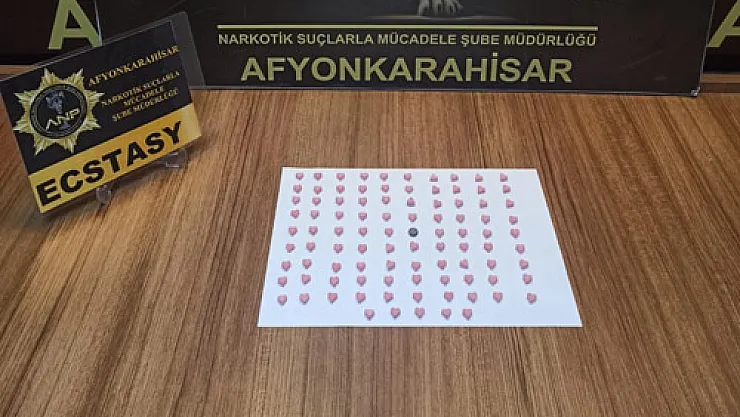 A
NARKOTİK SUÇLARLA MÜCADELE ŞUBE MÜDÜRLÜĞÜ
AFYONKARAHİSAR
A
AFYONKARAHİSAR
NARKOTİK SUÇLARLA
MÜCADELE
ŞUBE MÜDÜRLÜĞÜ
ANP
ECSTASY